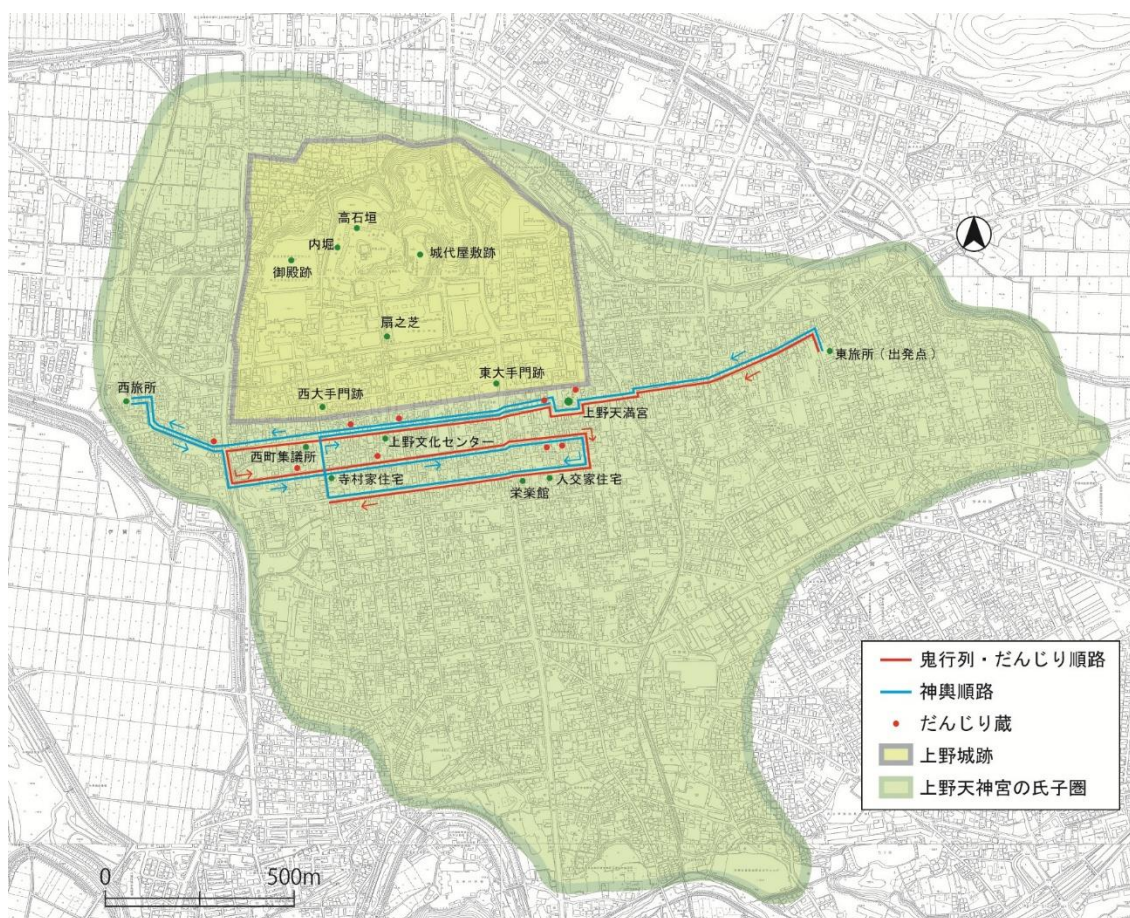 高石垣
内堀
城代屋敷跡
御殿跡
扇之芝
東旅所（出発点）
東大手門跡
西旅所
西大手門跡
上野天満宮
上野文化センター
西町集議所
寺村家住宅
栄楽館
入交家住宅
鬼行列・だんじり順路
神輿順路
だんじり蔵
上野城跡
上野天神宮の氏子圏
0
500m